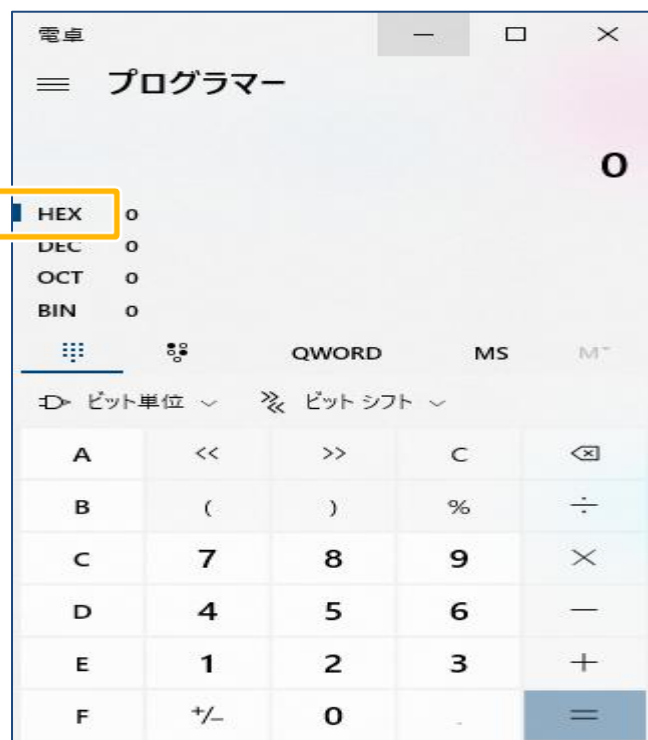 電卓
プログラマー
0
HEX 0
DEC 0
OCT 0
BIN 0
QWORD MS M
ビット単位 ビット シフト
A << >> C
B ( ) % ÷
C 7 8 9 ×
D 4 5 6 −
E 1 2 3 +
F +/− 0 . =